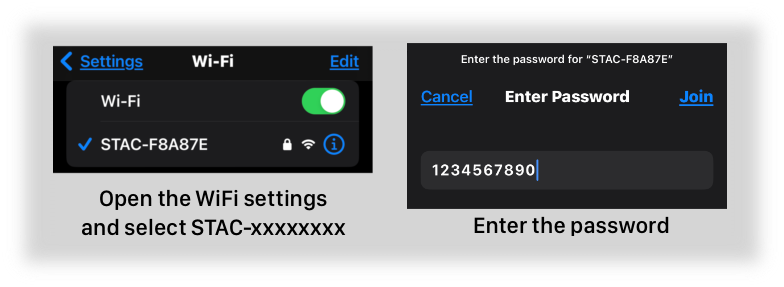 Settings Wi-Fi Edit
Wi-Fi
STAC-F8A87E
Open the WiFi settings
and select STAC-xxxxxxxx
Enter the password for “STAC-F8A87E”
Cancel Enter Password Join
1234567890
Enter the password